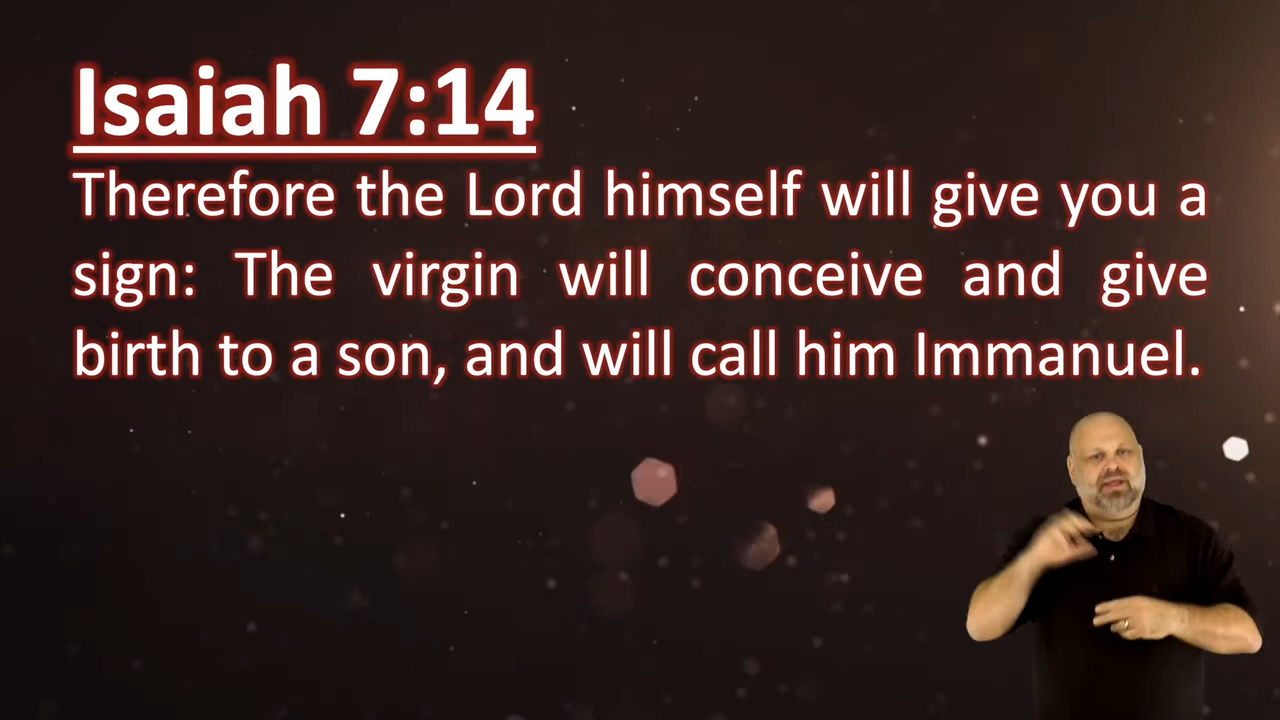 Isaiah 7:14
Therefore the Lord himself will give you a
sign: The virgin will conceive and give
birth to a son, and will call him Immanuel.